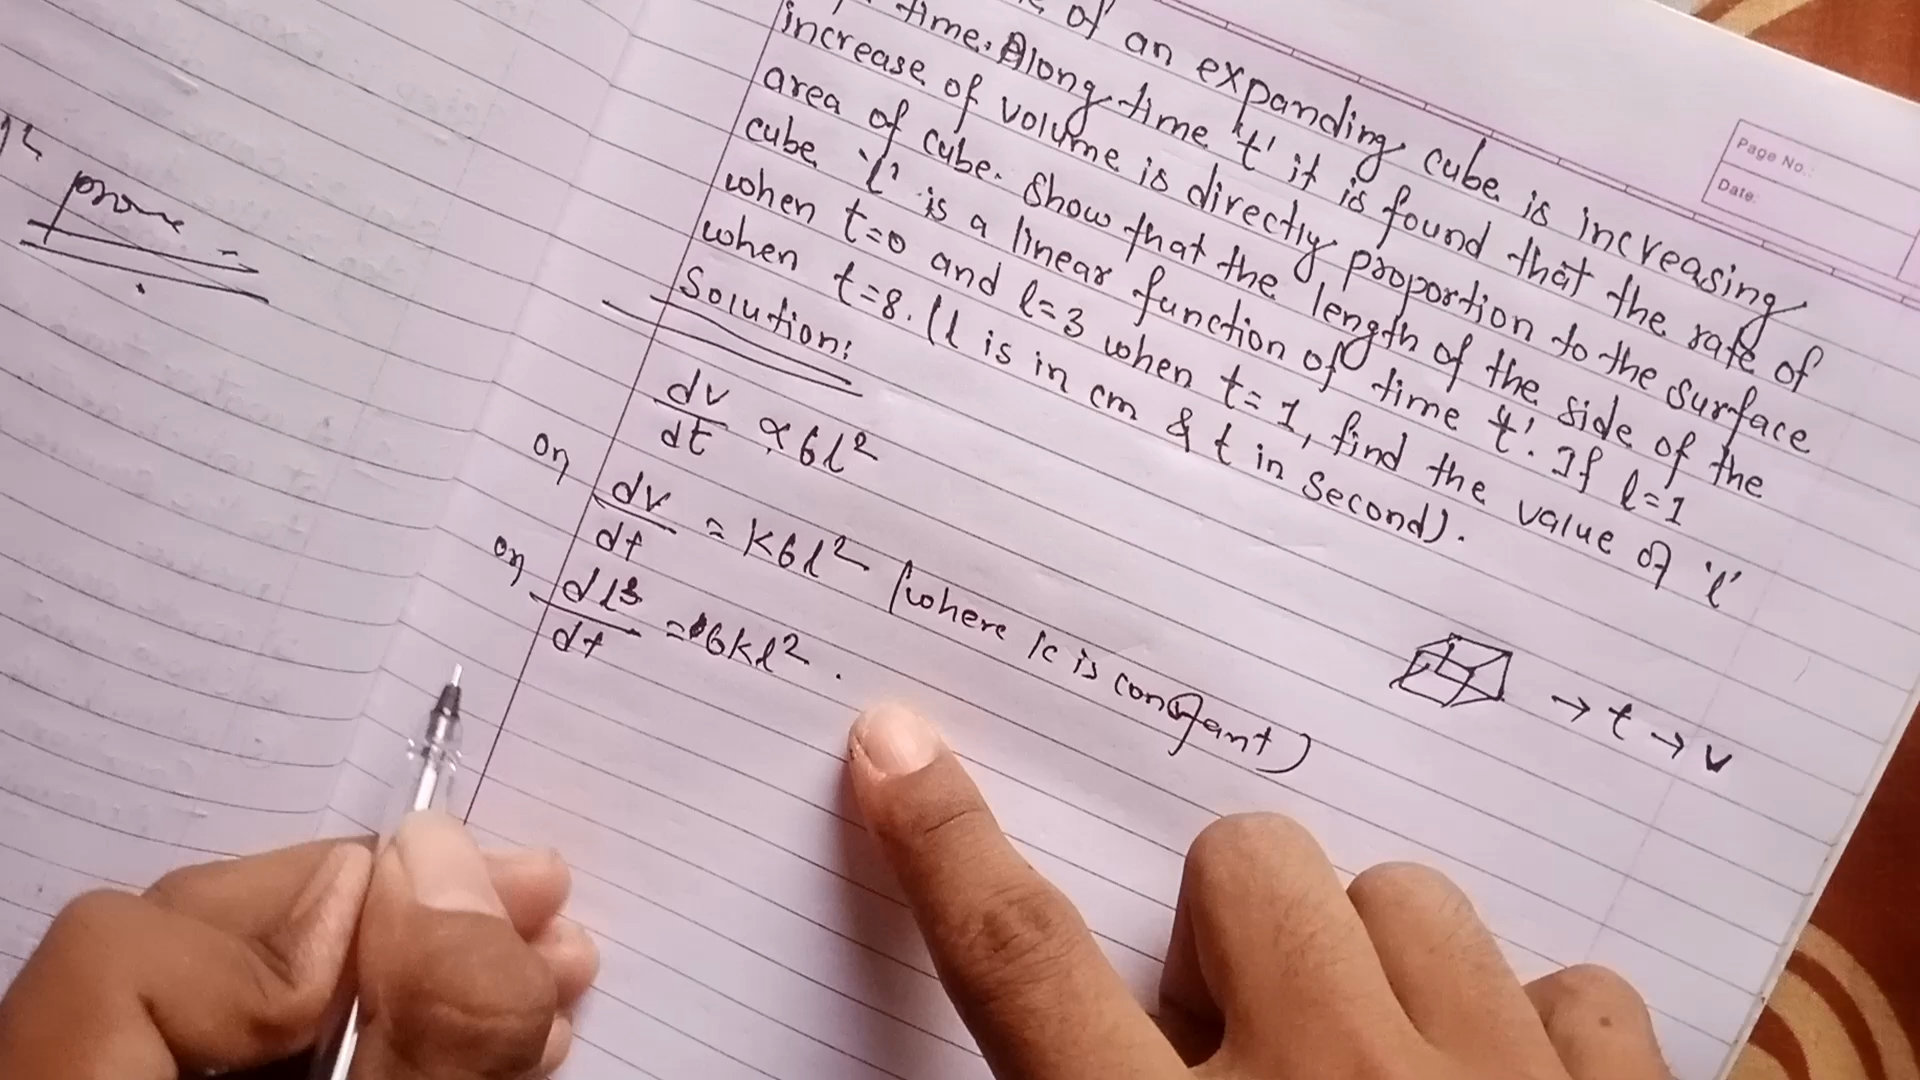 of an expanding cube is increasing
time. Along time 't' it is found that the rate of
increase of volume is directly proportion to the surface
area of cube. Show that the length of the side of the
cube 'l' is a linear function of time 't'. If l=1
when t=0 and l=3 when t=1, find the value of 'l'
when t=8. (l is in cm & t in second).
Page No.:
Date:
prove
Solution:
dv/dt ∝ 6l²
or dv/dt = k6l² (where k is constant)
or dl³/dt = 6kl².
→ t → v